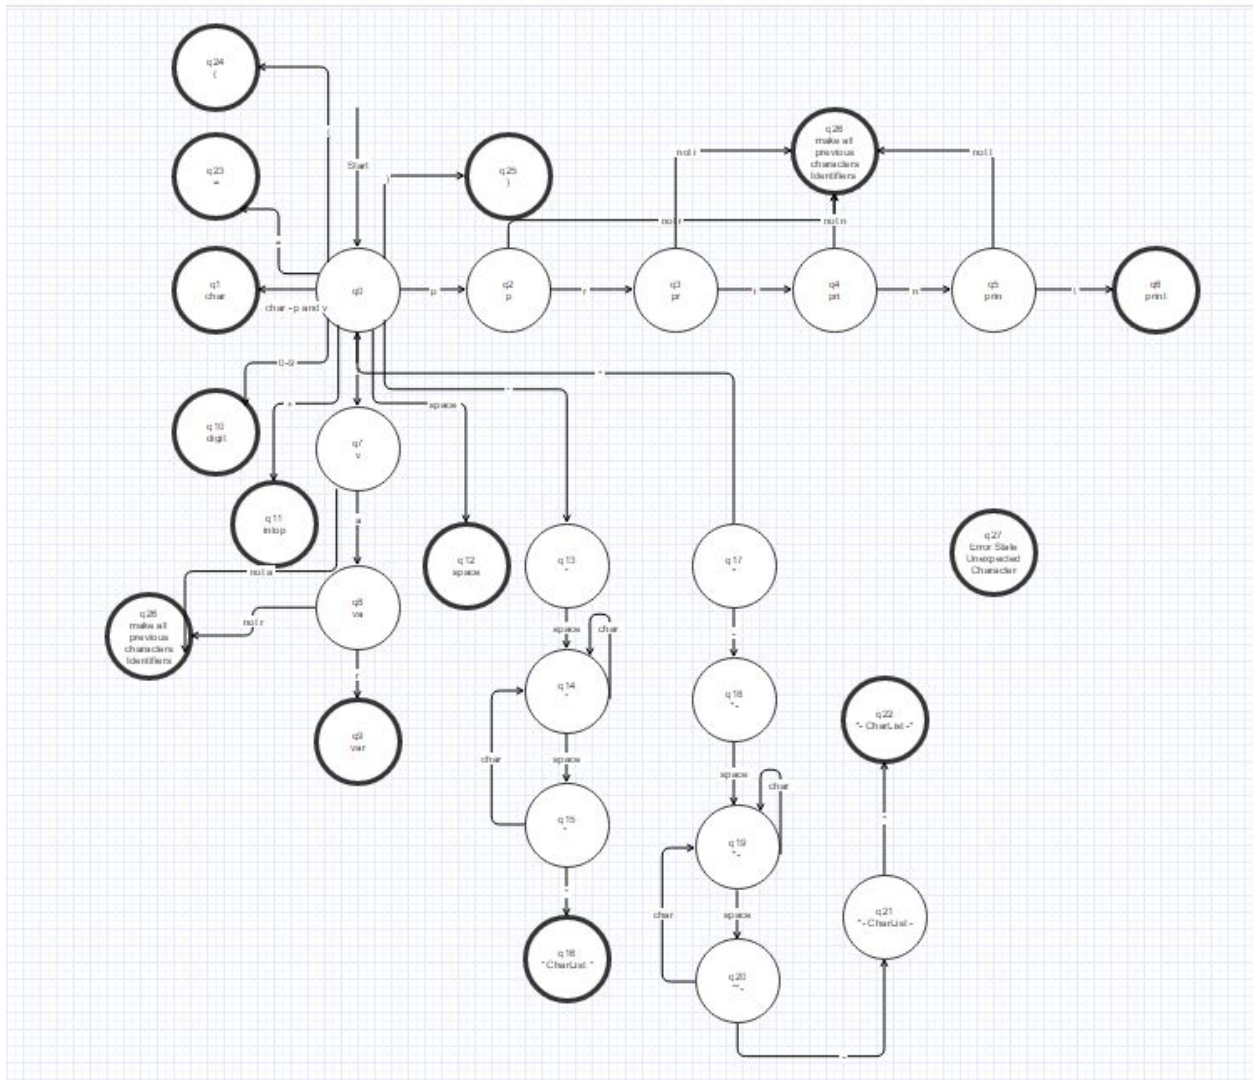 q24
(
(
q23
=
=
Start
q25
)
)
q26
make all
previous
characters
Identifiers
not i
not t
not r
not n
q1
char
char -p and v
q0
p
q2
p
r
q3
pr
i
q4
pri
n
q5
prin
t
q6
print
0-9
+
space
q10
digit
q7
v
a
q11
intop
q12
space
q13
"
q17
"
q27
Error State
Unexpected
Character
not a
q26
make all
previous
characters
Identifiers
not r
q8
va
r
q9
var
space
char
q14
"
space
char
q15
"
q16
"CharList"
-
q18
"-
space
char
q19
"-
space
char
q20
"-
-
q21
"-CharList-
q22
"-CharList-"